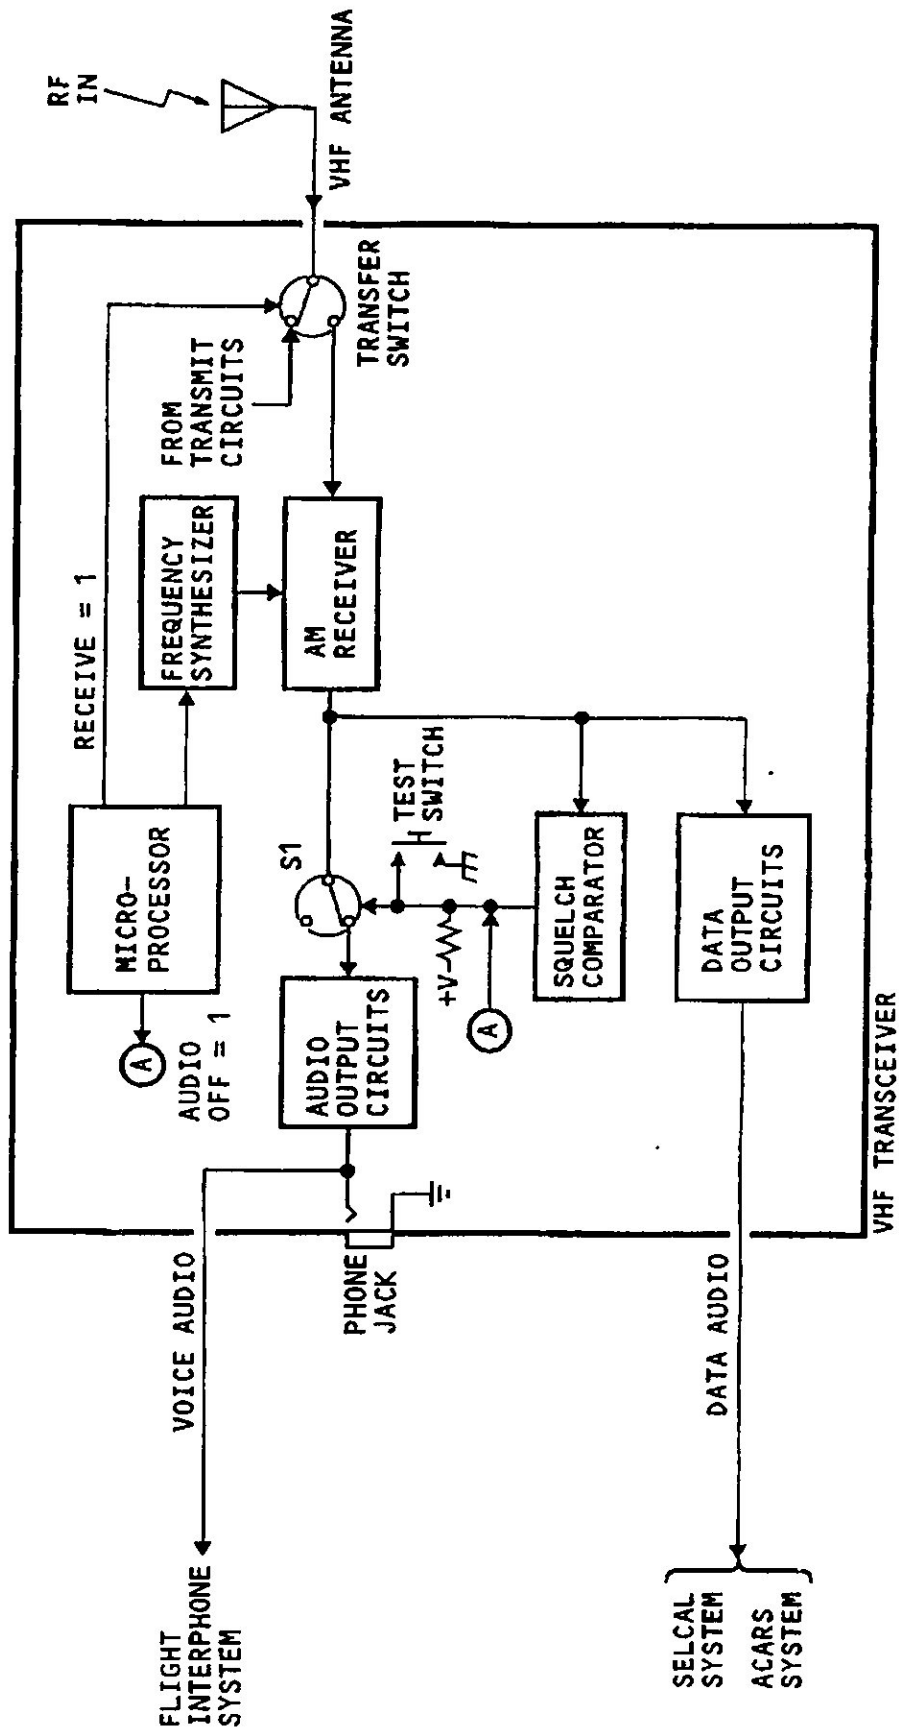 RF
IN
VHF ANTENNA
TRANSFER
SWITCH
FROM
TRANSMIT
CIRCUITS
RECEIVE = 1
FREQUENCY
SYNTHESIZER
AM
RECEIVER
MICRO-
PROCESSOR
A
AUDIO
OFF = 1
S1
TEST
SWITCH
+V
A
AUDIO
OUTPUT
CIRCUITS
SQUELCH
COMPARATOR
DATA
OUTPUT
CIRCUITS
VHF TRANSCEIVER
PHONE
JACK
VOICE AUDIO
DATA AUDIO
FLIGHT
INTERPHONE
SYSTEM
SELCAL
SYSTEM
ACARS
SYSTEM